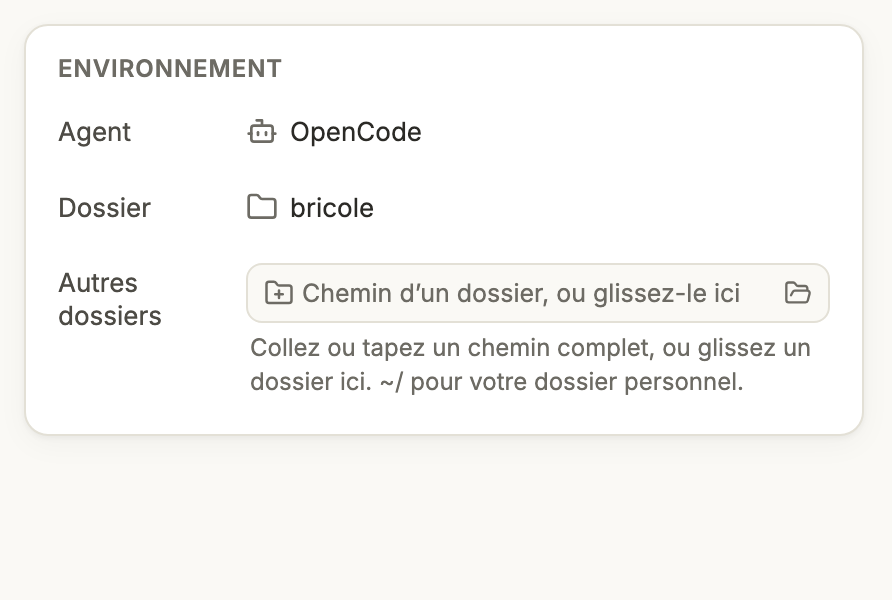 ENVIRONNEMENT
Agent
OpenCode
Dossier
bricole
Autres
dossiers
Chemin d’un dossier, ou glissez-le ici
Collez ou tapez un chemin complet, ou glissez un
dossier ici. ~/ pour votre dossier personnel.